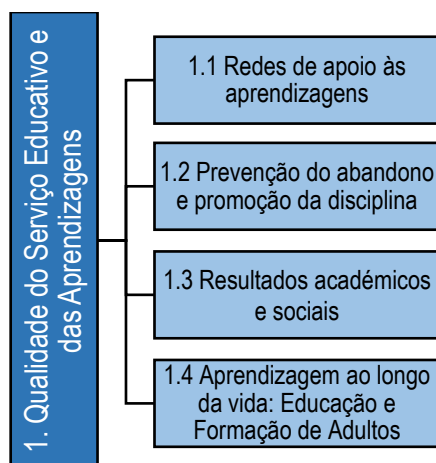 1. Qualidade do Serviço Educativo e
das Aprendizagens
1.1 Redes de apoio às
aprendizagens
1.2 Prevenção do abandono
e promoção da disciplina
1.3 Resultados académicos
e sociais
1.4 Aprendizagem ao longo
da vida: Educação e
Formação de Adultos